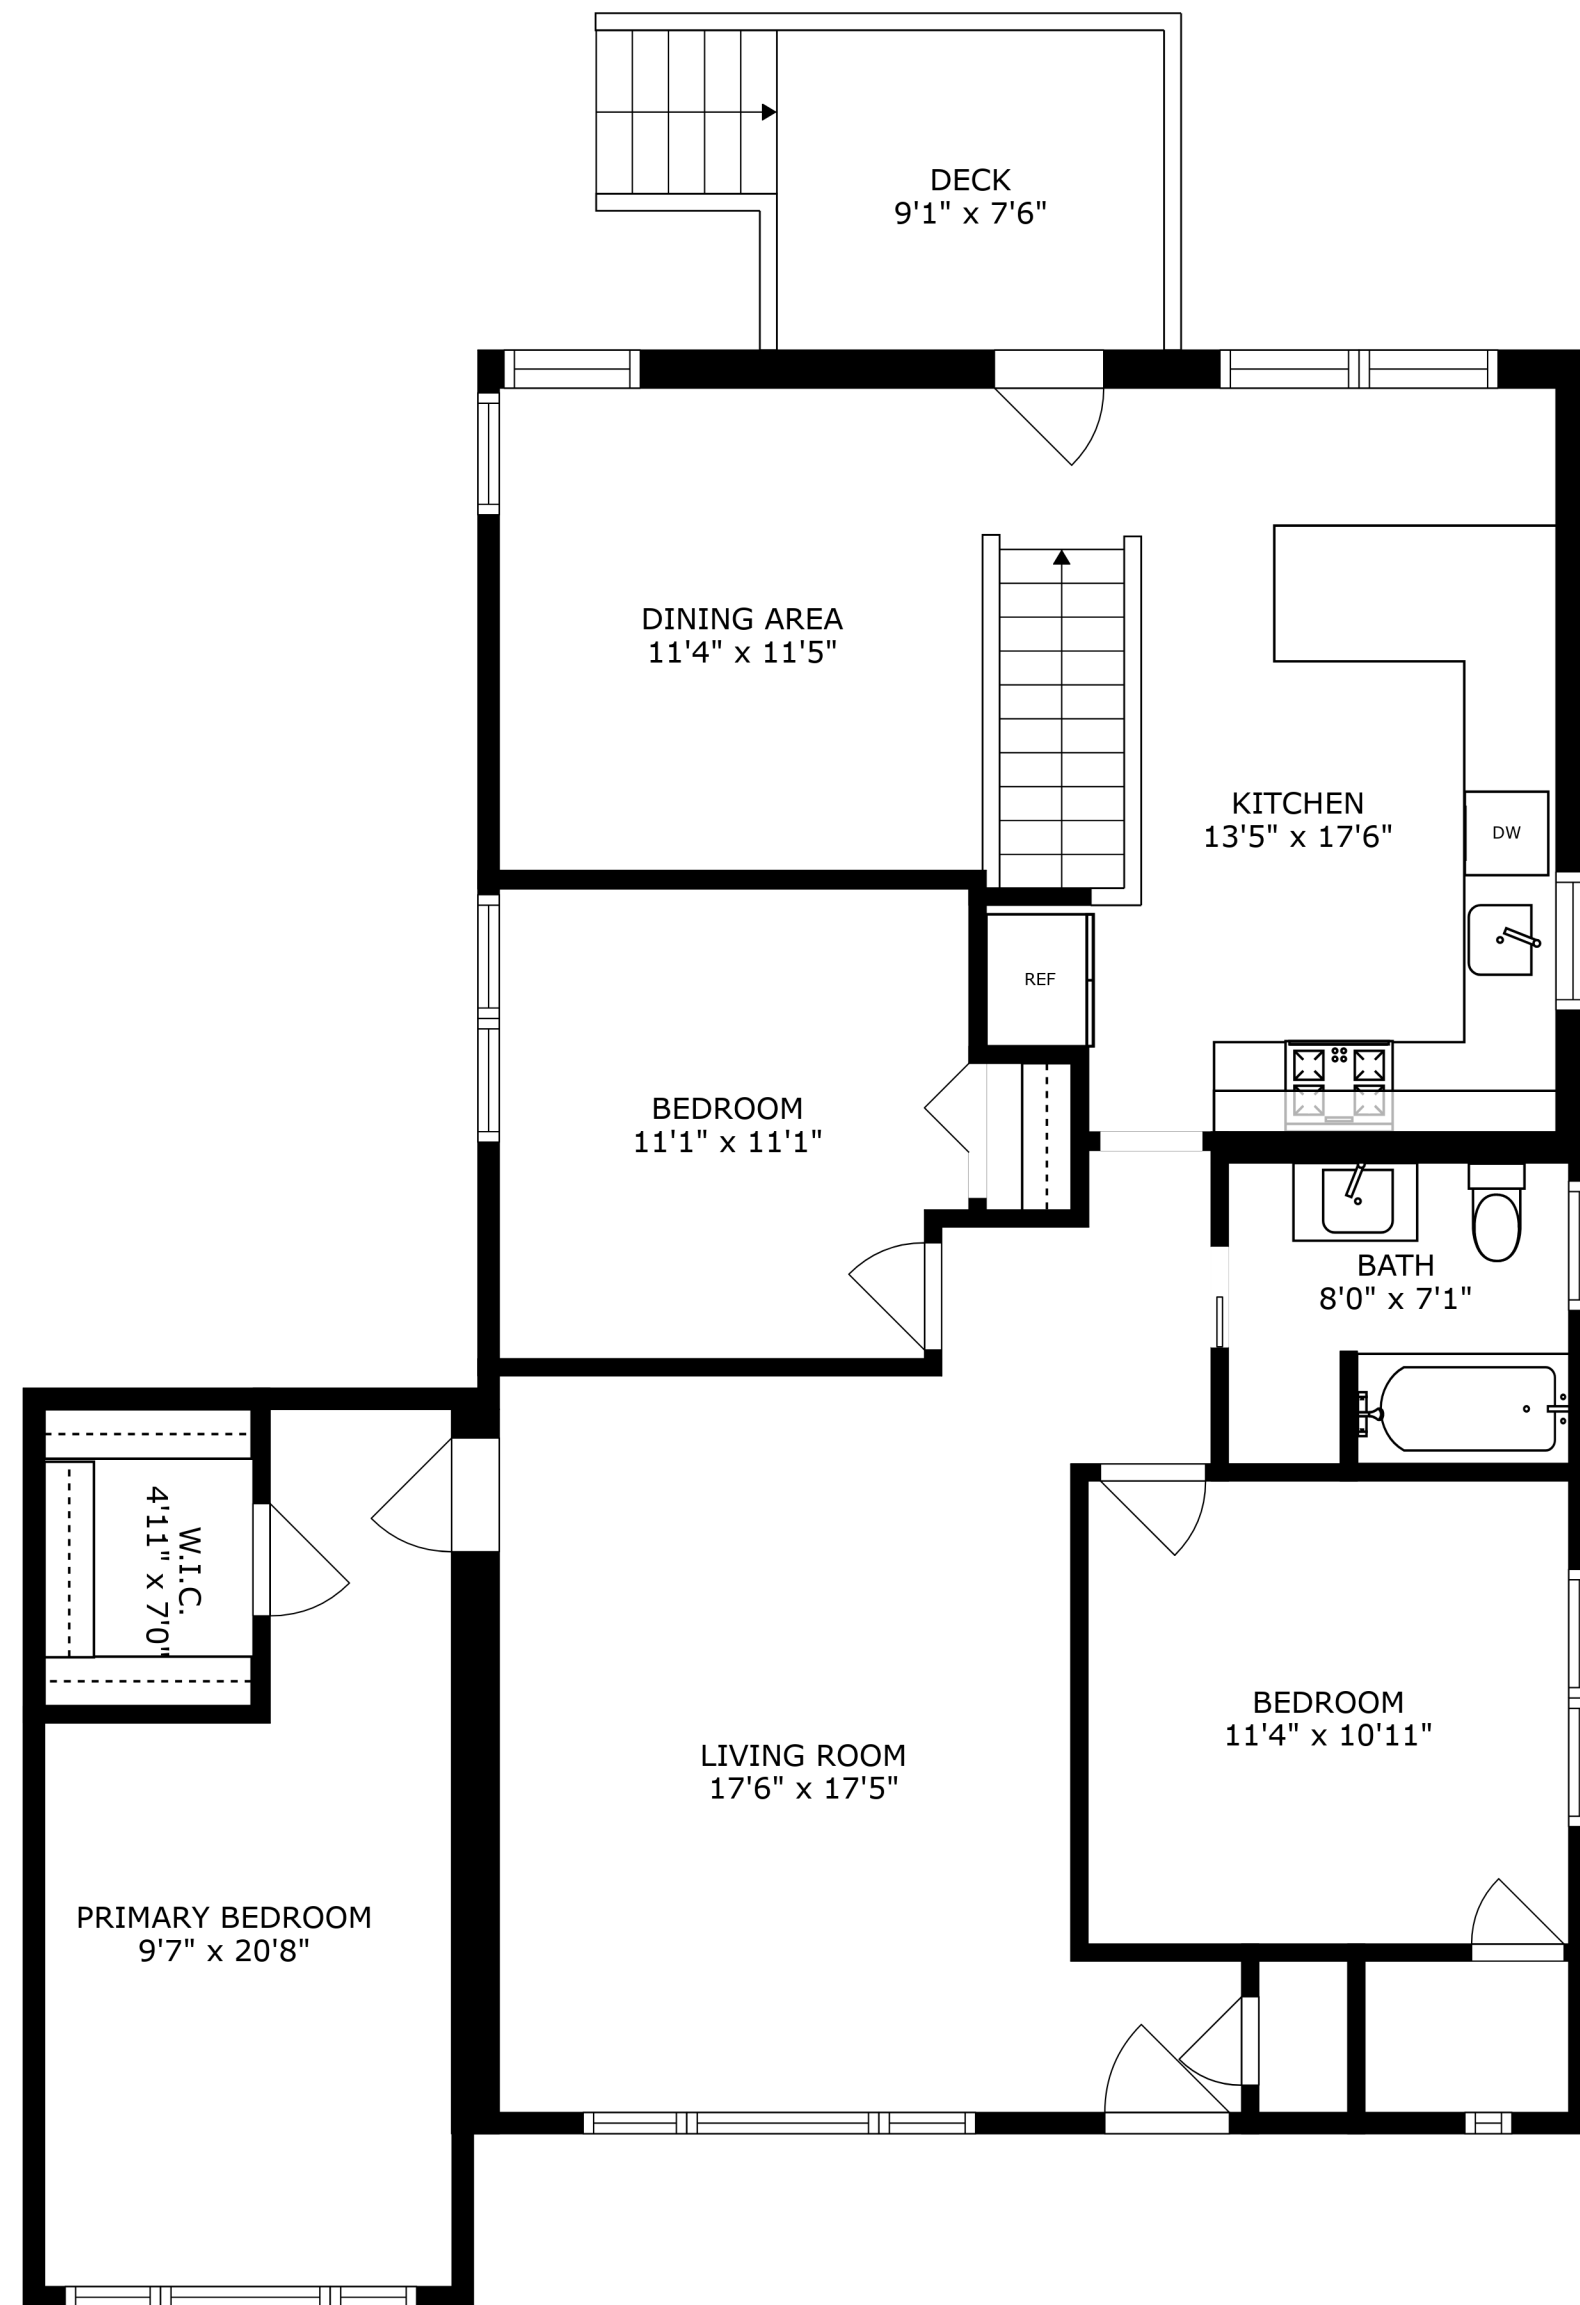 DECK
9'1" x 7'6"
DINING AREA
11'4" x 11'5"
KITCHEN
13'5" x 17'6"
DW
REF
BEDROOM
11'1" x 11'1"
BATH
8'0" x 7'1"
W.I.C.
4'11" x 7'0"
BEDROOM
11'4" x 10'11"
LIVING ROOM
17'6" x 17'5"
PRIMARY BEDROOM
9'7" x 20'8"